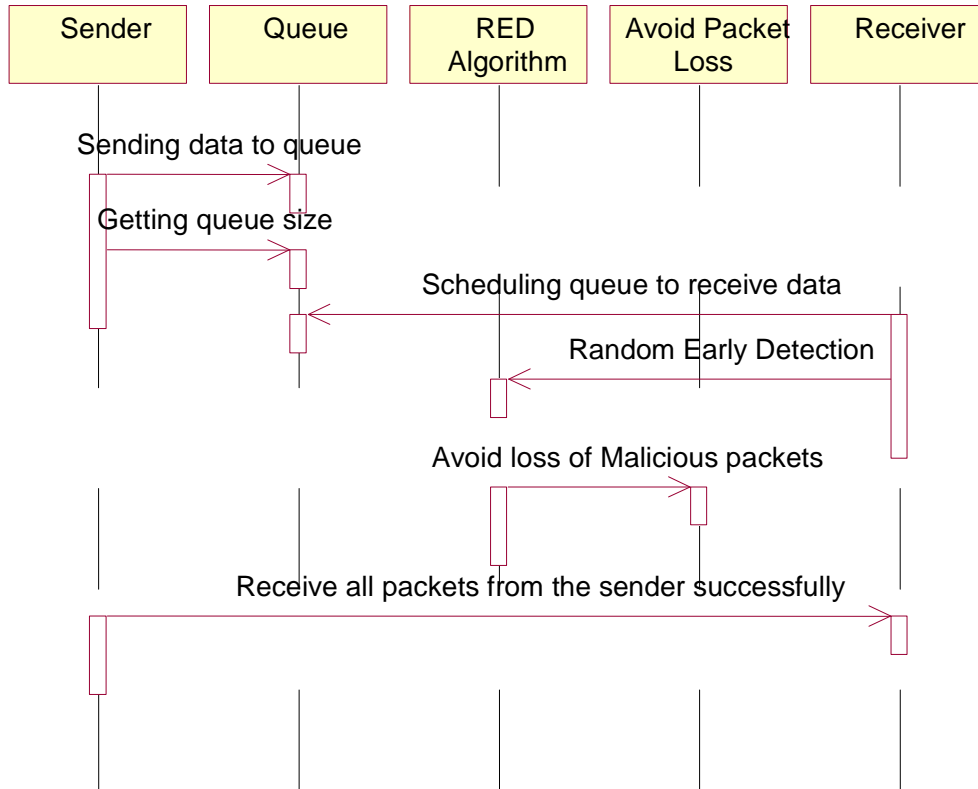 Sender
Queue
RED
Algorithm
Avoid Packet
Loss
Receiver
Sending data to queue
Getting queue size
Scheduling queue to receive data
Random Early Detection
Avoid loss of Malicious packets
Receive all packets from the sender successfully